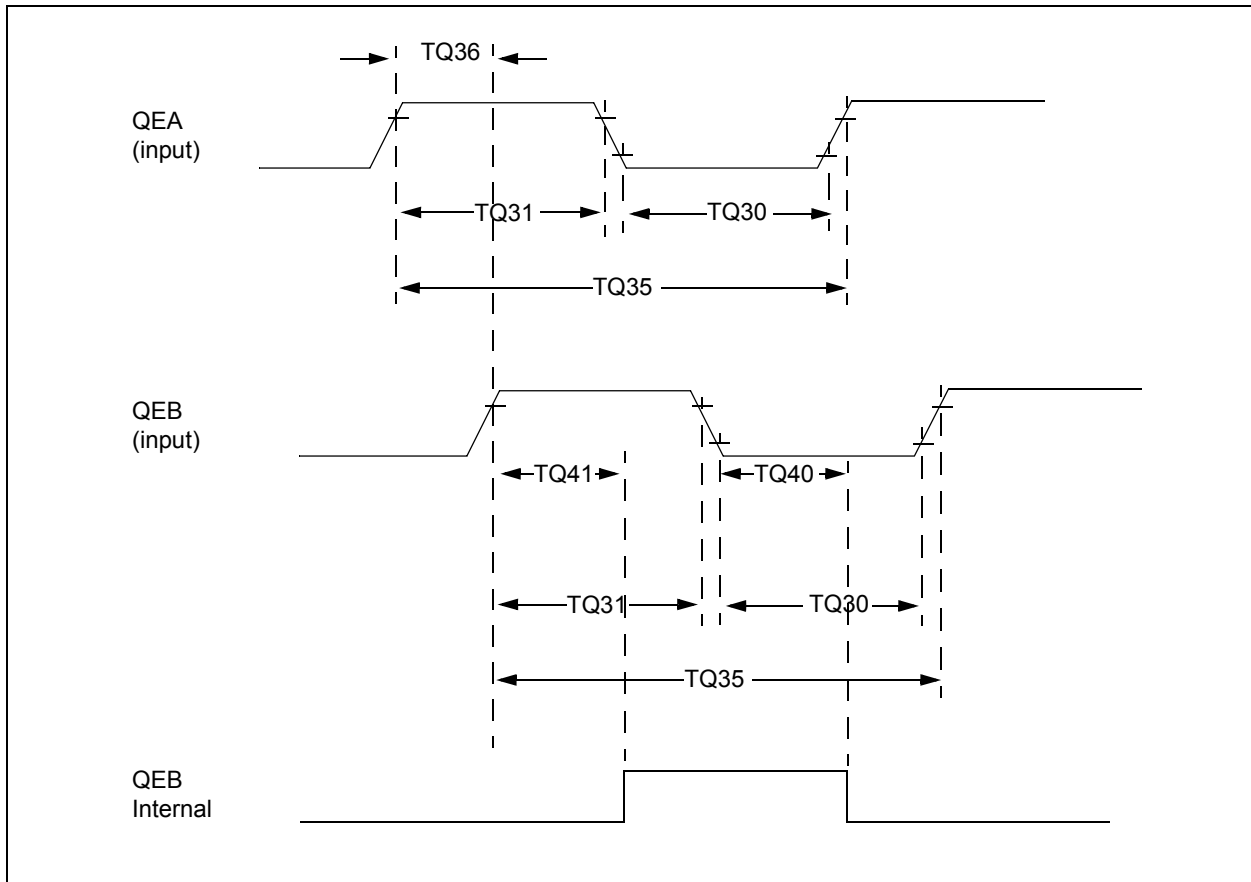 TQ36
QEA
(input)
TQ31
TQ30
TQ35
QEB
(input)
TQ41
TQ40
TQ31
TQ30
TQ35
QEB
Internal